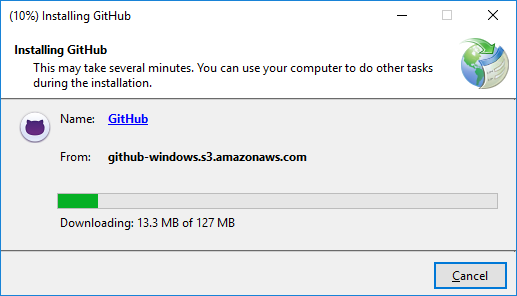 (10%) Installing GitHub
Installing GitHub
This may take several minutes. You can use your computer to do other tasks
during the installation.
Name: GitHub
From: github-windows.s3.amazonaws.com
Downloading: 13.3 MB of 127 MB
Cancel